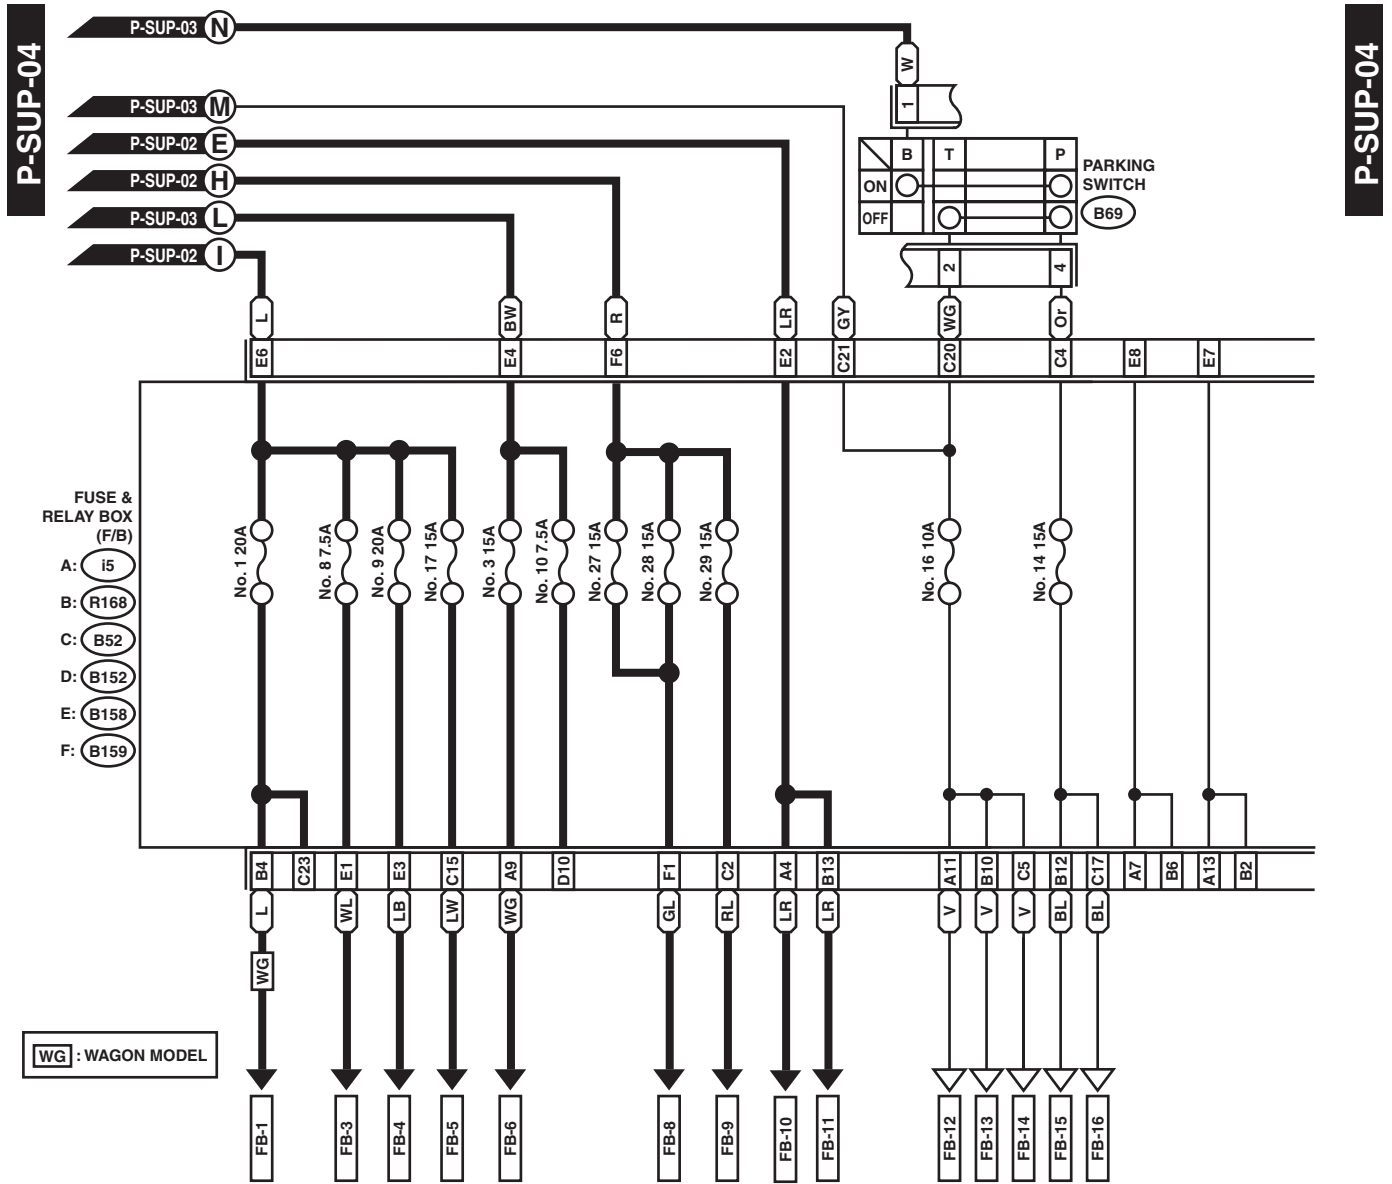 P-SUP-04
P-SUP-04
P-SUP-03 N
P-SUP-03 M
P-SUP-02 E
P-SUP-02 H
P-SUP-03 L
P-SUP-02 I
W
1
B T P
ON
OFF
PARKING
SWITCH
B69
2 4
L BW R LR GY WG Or
E6 E4 F6 E2 C21 C20 C4 E8 E7
FUSE &
RELAY BOX
(F/B)
A: i5
B: R168
C: B52
D: B152
E: B158
F: B159
No. 1 20A
No. 8 7.5A
No. 9 20A
No. 17 15A
No. 3 15A
No. 10 7.5A
No. 27 15A
No. 28 15A
No. 29 15A
No. 16 10A
No. 14 15A
B4 C23 E1 E3 C15 A9 D10 F1 C2 A4 B13 A11 B10 C5 B12 C17 A7 B6 A13 B2
L WL LB LW WG GL RL LR LR V V V BL BL
WG
WG : WAGON MODEL
FB-1 FB-3 FB-4 FB-5 FB-6 FB-8 FB-9 FB-10 FB-11 FB-12 FB-13 FB-14 FB-15 FB-16